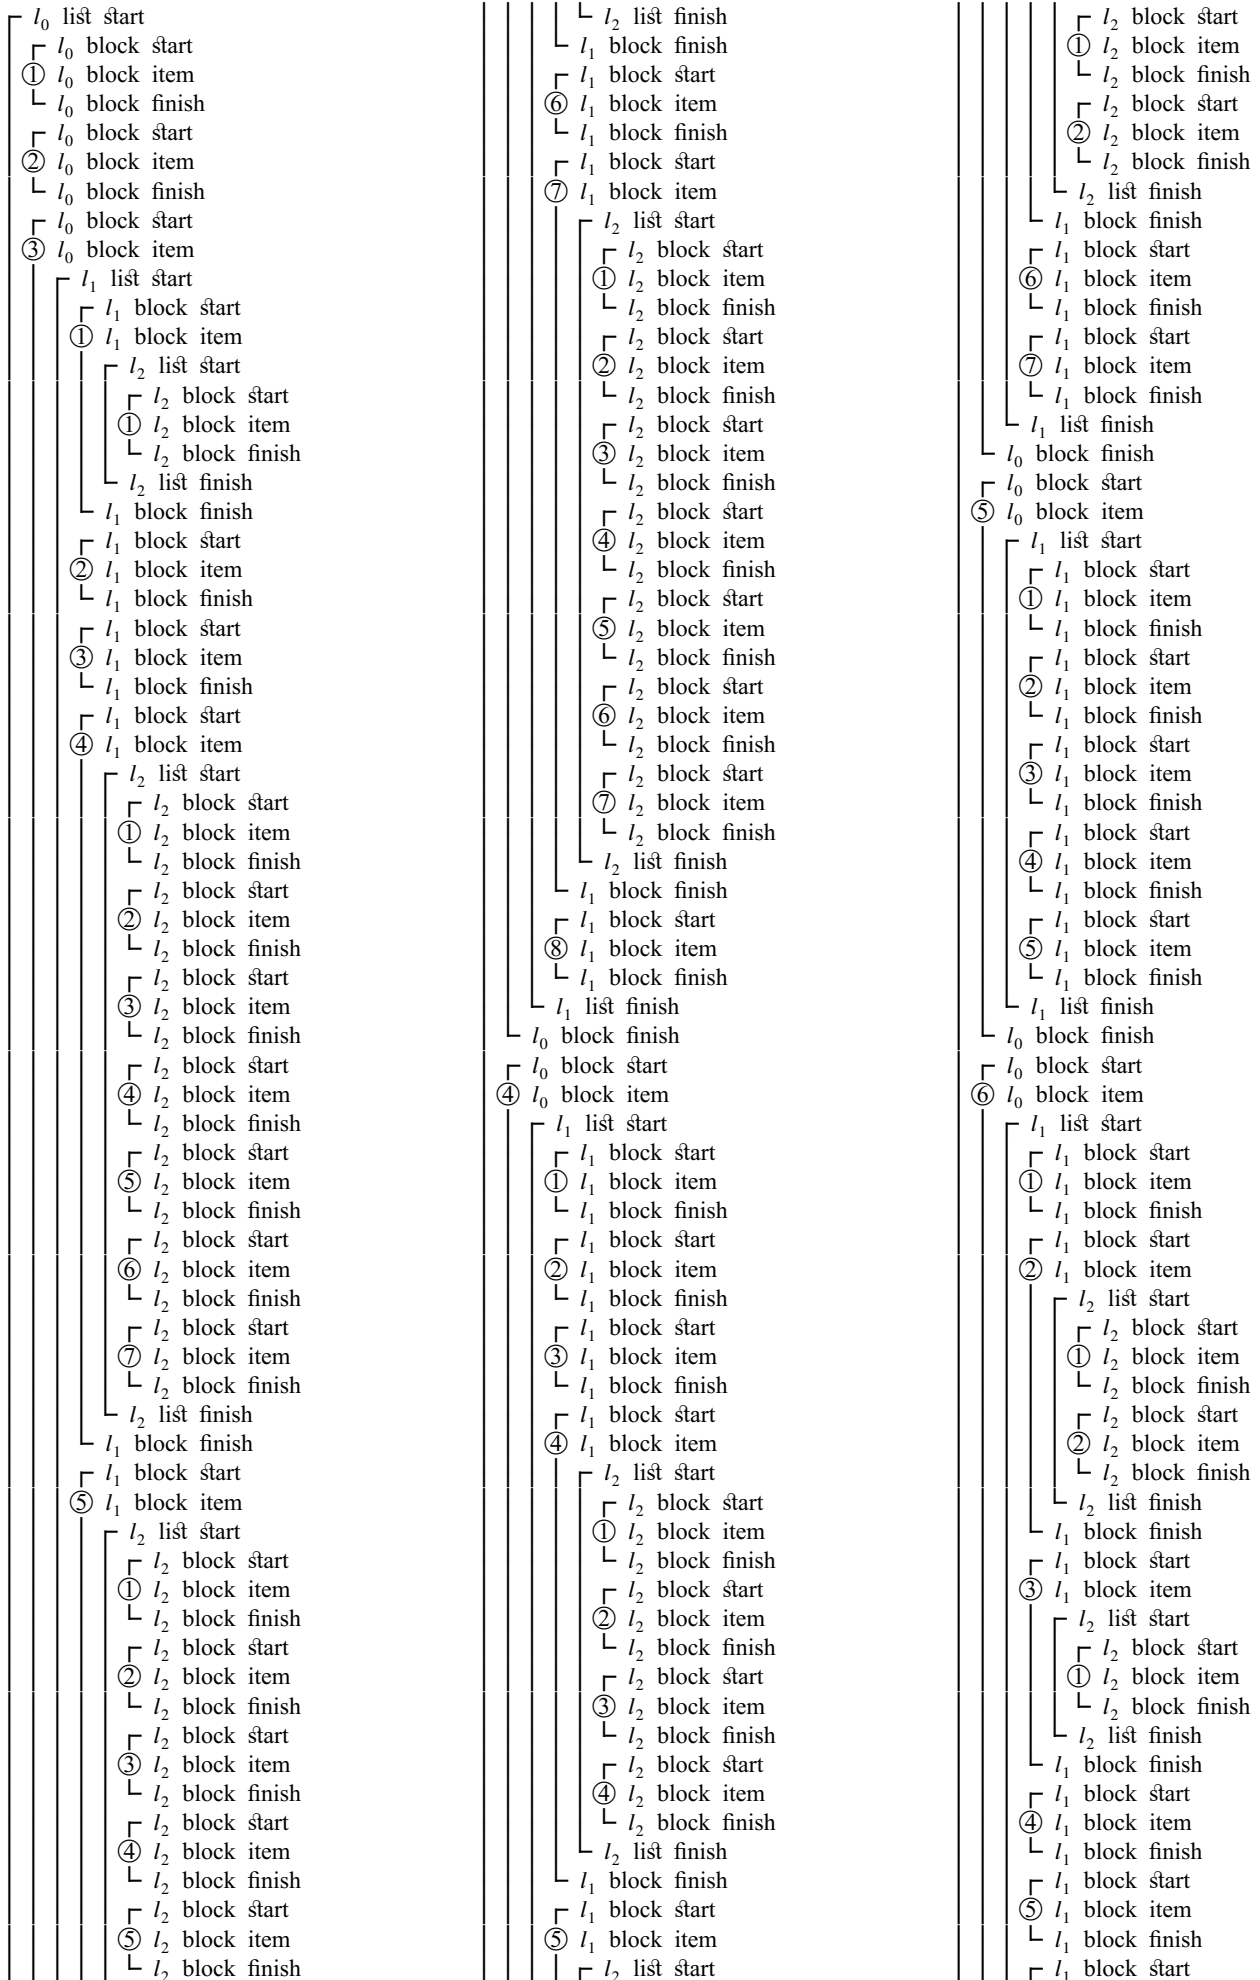 l₀ list start
l₀ block start
① l₀ block item
l₀ block finish
l₀ block start
② l₀ block item
l₀ block finish
l₀ block start
③ l₀ block item
l₁ list start
l₁ block start
① l₁ block item
l₂ list start
l₂ block start
① l₂ block item
l₂ block finish
l₂ list finish
l₁ block finish
l₁ block start
② l₁ block item
l₁ block finish
l₁ block start
③ l₁ block item
l₁ block finish
l₁ block start
④ l₁ block item
l₂ list start
l₂ block start
① l₂ block item
l₂ block finish
l₂ block start
② l₂ block item
l₂ block finish
l₂ block start
③ l₂ block item
l₂ block finish
l₂ block start
④ l₂ block item
l₂ block finish
l₂ block start
⑤ l₂ block item
l₂ block finish
l₂ block start
⑥ l₂ block item
l₂ block finish
l₂ block start
⑦ l₂ block item
l₂ block finish
l₂ list finish
l₁ block finish
l₁ block start
⑤ l₁ block item
l₂ list start
l₂ block start
① l₂ block item
l₂ block finish
l₂ block start
② l₂ block item
l₂ block finish
l₂ block start
③ l₂ block item
l₂ block finish
l₂ block start
④ l₂ block item
l₂ block finish
l₂ block start
⑤ l₂ block item
l₂ block finish
l₂ list finish
l₁ block finish
l₁ block start
⑥ l₁ block item
l₁ block finish
l₁ block start
⑦ l₁ block item
l₂ list start
l₂ block start
① l₂ block item
l₂ block finish
l₂ block start
② l₂ block item
l₂ block finish
l₂ block start
③ l₂ block item
l₂ block finish
l₂ block start
④ l₂ block item
l₂ block finish
l₂ block start
⑤ l₂ block item
l₂ block finish
l₂ block start
⑥ l₂ block item
l₂ block finish
l₂ block start
⑦ l₂ block item
l₂ block finish
l₂ list finish
l₁ block finish
l₁ block start
⑧ l₁ block item
l₁ block finish
l₁ list finish
l₀ block finish
l₀ block start
④ l₀ block item
l₁ list start
l₁ block start
① l₁ block item
l₁ block finish
l₁ block start
② l₁ block item
l₁ block finish
l₁ block start
③ l₁ block item
l₁ block finish
l₁ block start
④ l₁ block item
l₂ list start
l₂ block start
① l₂ block item
l₂ block finish
l₂ block start
② l₂ block item
l₂ block finish
l₂ block start
③ l₂ block item
l₂ block finish
l₂ block start
④ l₂ block item
l₂ block finish
l₂ list finish
l₁ block finish
l₁ block start
⑤ l₁ block item
l₂ list start
l₂ block start
① l₂ block item
l₂ block finish
l₂ block start
② l₂ block item
l₂ block finish
l₂ list finish
l₁ block finish
l₁ block start
⑥ l₁ block item
l₁ block finish
l₁ block start
⑦ l₁ block item
l₁ block finish
l₁ list finish
l₀ block finish
l₀ block start
⑤ l₀ block item
l₁ list start
l₁ block start
① l₁ block item
l₁ block finish
l₁ block start
② l₁ block item
l₁ block finish
l₁ block start
③ l₁ block item
l₁ block finish
l₁ block start
④ l₁ block item
l₁ block finish
l₁ block start
⑤ l₁ block item
l₁ block finish
l₁ list finish
l₀ block finish
l₀ block start
⑥ l₀ block item
l₁ list start
l₁ block start
① l₁ block item
l₁ block finish
l₁ block start
② l₁ block item
l₂ list start
l₂ block start
① l₂ block item
l₂ block finish
l₂ block start
② l₂ block item
l₂ block finish
l₂ list finish
l₁ block finish
l₁ block start
③ l₁ block item
l₂ list start
l₂ block start
① l₂ block item
l₂ block finish
l₂ list finish
l₁ block finish
l₁ block start
④ l₁ block item
l₁ block finish
l₁ block start
⑤ l₁ block item
l₁ block finish
l₁ block start